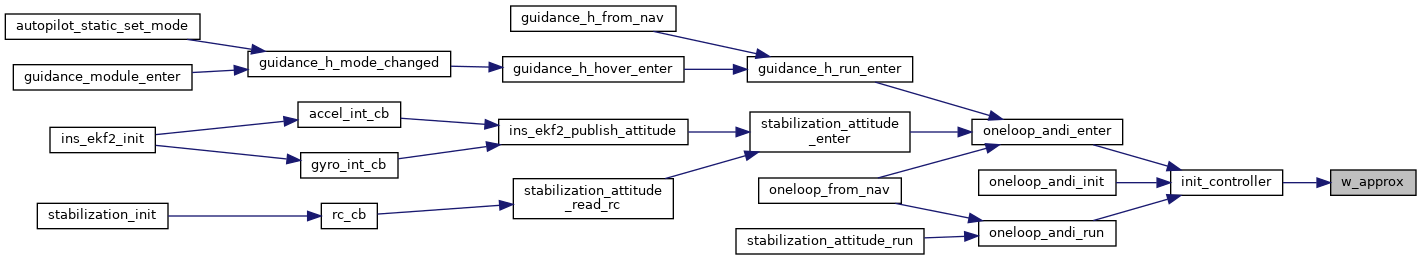 guidance_h_from_nav
autopilot_static_set_mode
guidance_h_mode_changed
guidance_module_enter
guidance_h_hover_enter
guidance_h_run_enter
accel_int_cb
ins_ekf2_init
ins_ekf2_publish_attitude
stabilization_attitude
_enter
oneloop_andi_enter
gyro_int_cb
stabilization_attitude
_read_rc
oneloop_from_nav
oneloop_andi_init
init_controller
w_approx
stabilization_init
rc_cb
oneloop_andi_run
stabilization_attitude_run